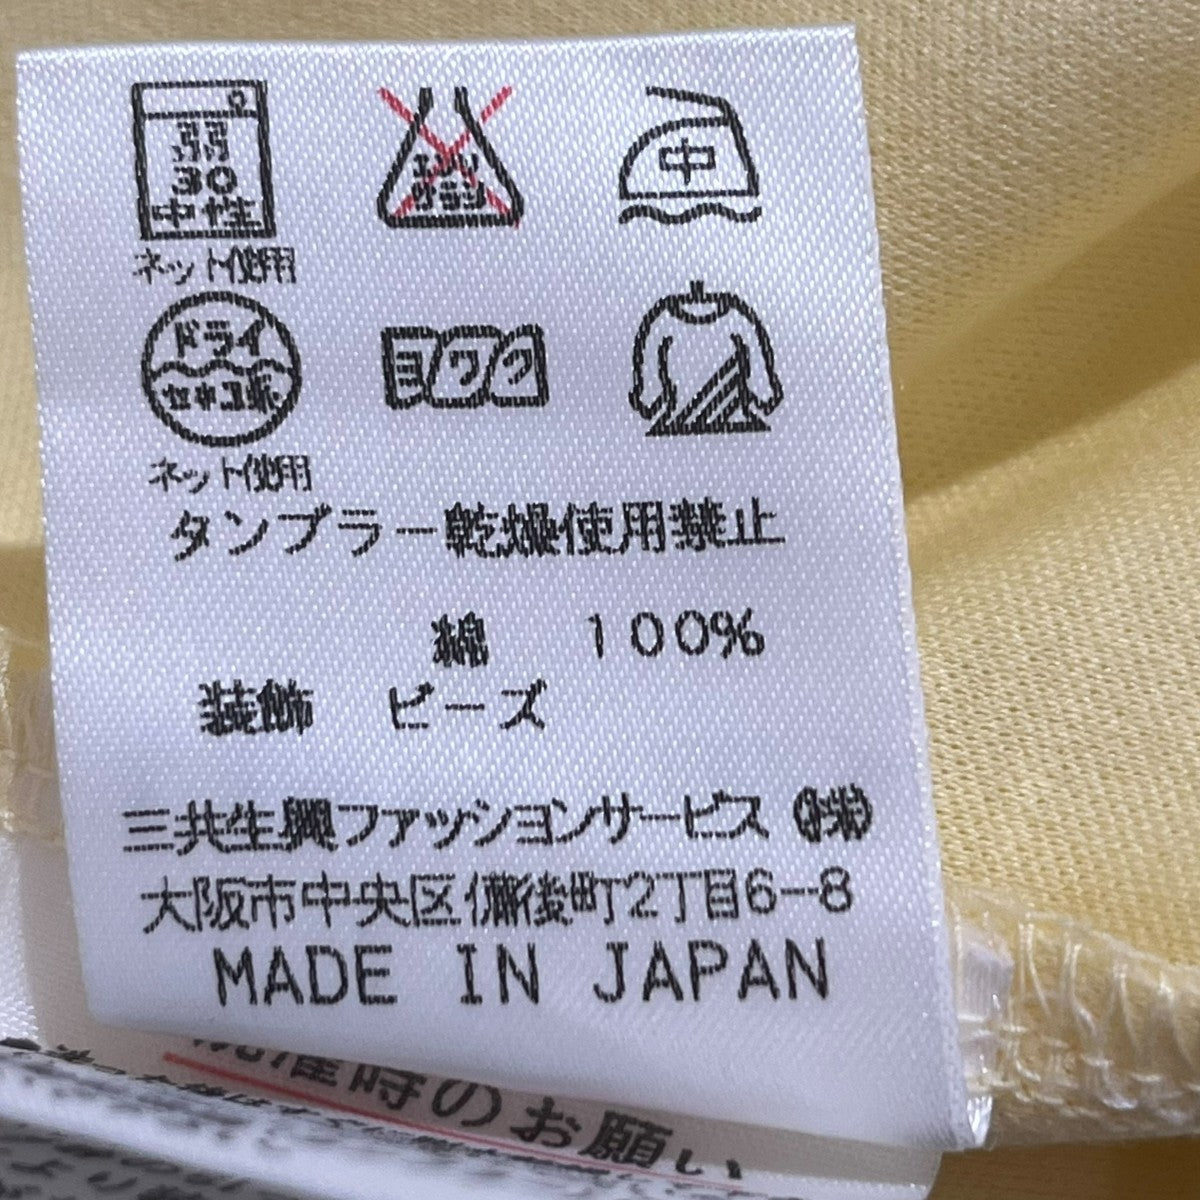 弱
30
中性
ネット使用
エンソ
サラシ
中
ドライ
セキユ系
ネット使用
ヨワク
タンブラー乾燥使用禁止
綿 100%
装飾 ビーズ
三共生興ファッションサービス(株)
大阪市中央区備後町2丁目6-8
MADE IN JAPAN
洗濯時のお願い